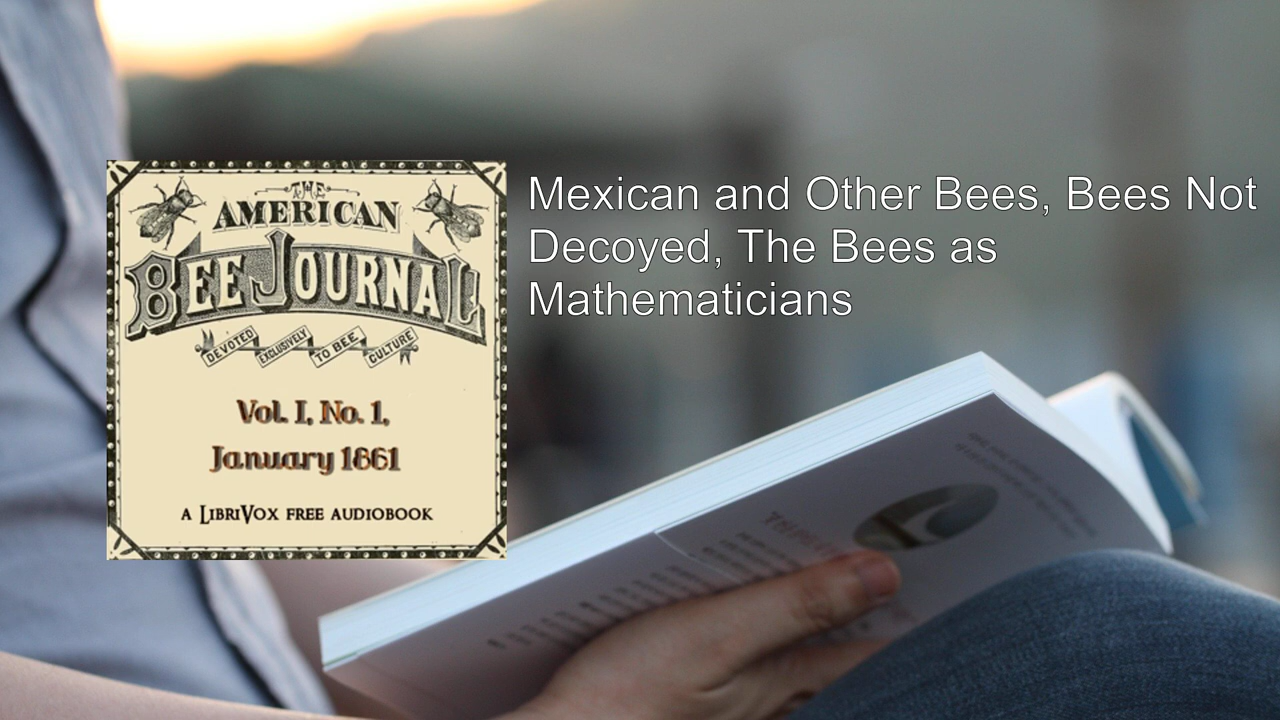 THE
AMERICAN
BEE JOURNAL
DEVOTED EXCLUSIVELY TO BEE CULTURE
Vol. I, No. 1,
January 1861
A LIBRIVOX FREE AUDIOBOOK
Mexican and Other Bees, Bees Not
Decoyed, The Bees as
Mathematicians